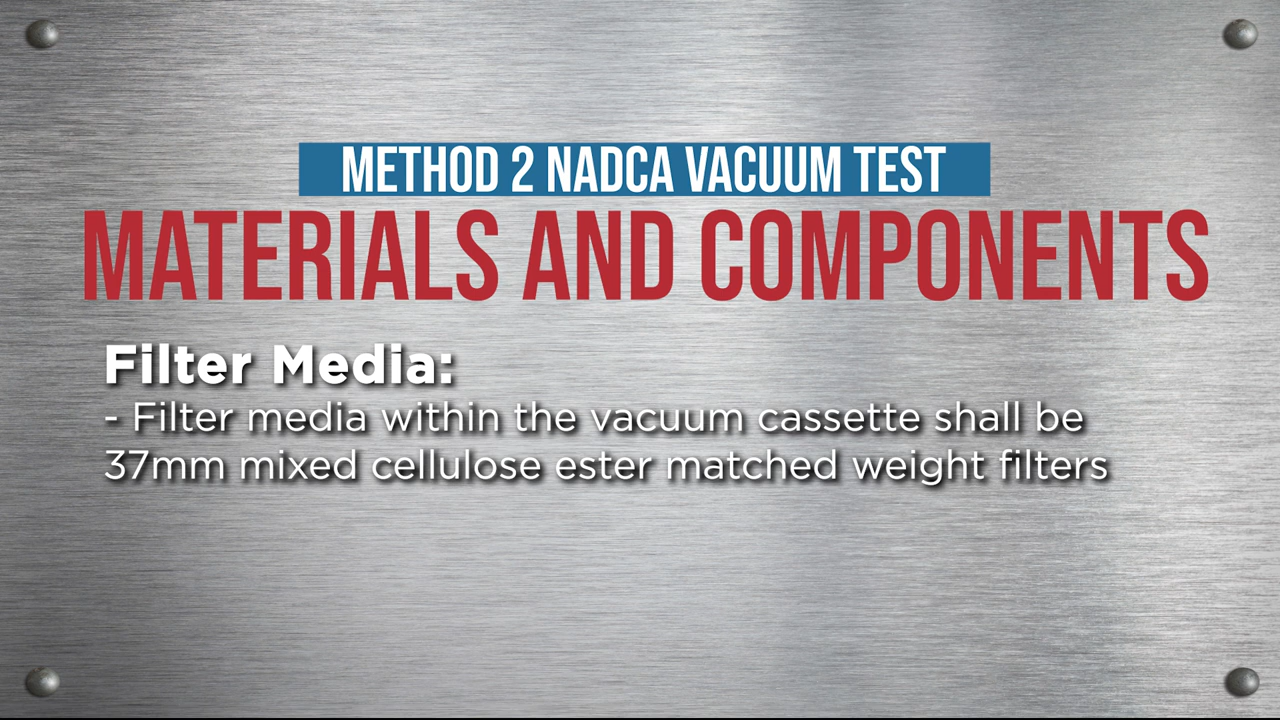 METHOD 2 NADCA VACUUM TEST
MATERIALS AND COMPONENTS
Filter Media:
- Filter media within the vacuum cassette shall be
37mm mixed cellulose ester matched weight filters